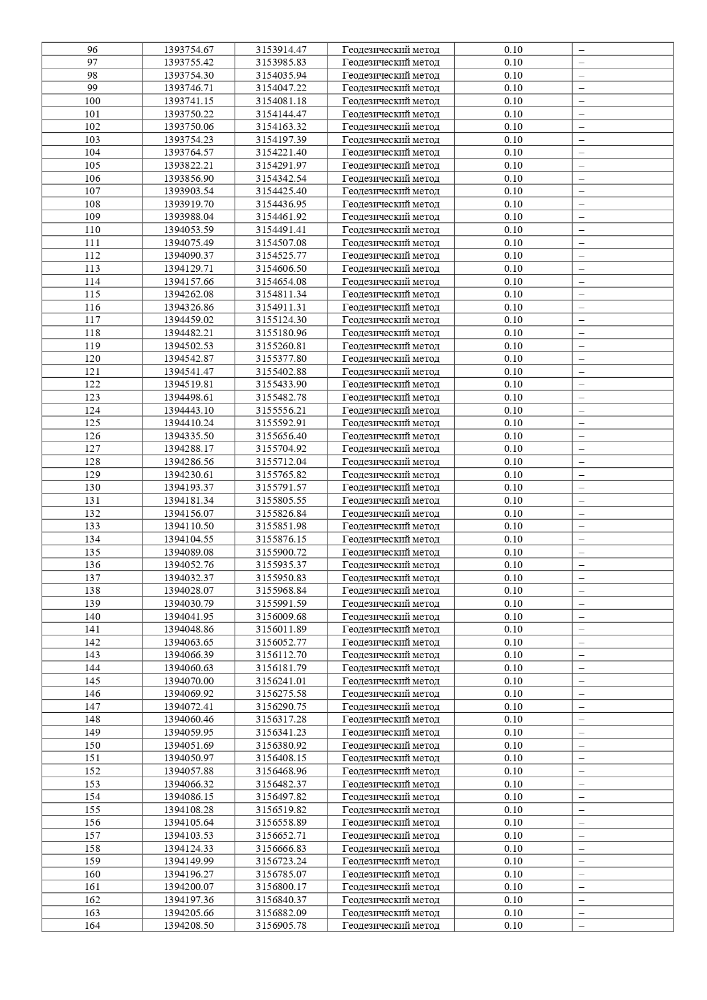 96 1393754.67 3153914.47 Геодезический метод 0.10 –
97 1393755.42 3153985.83 Геодезический метод 0.10 –
98 1393754.30 3154035.94 Геодезический метод 0.10 –
99 1393746.71 3154047.22 Геодезический метод 0.10 –
100 1393741.15 3154081.18 Геодезический метод 0.10 –
101 1393750.22 3154144.47 Геодезический метод 0.10 –
102 1393750.06 3154163.32 Геодезический метод 0.10 –
103 1393754.23 3154197.39 Геодезический метод 0.10 –
104 1393764.57 3154221.40 Геодезический метод 0.10 –
105 1393822.21 3154291.97 Геодезический метод 0.10 –
106 1393856.90 3154342.54 Геодезический метод 0.10 –
107 1393903.54 3154425.40 Геодезический метод 0.10 –
108 1393919.70 3154436.95 Геодезический метод 0.10 –
109 1393988.04 3154461.92 Геодезический метод 0.10 –
110 1394053.59 3154491.41 Геодезический метод 0.10 –
111 1394075.49 3154507.08 Геодезический метод 0.10 –
112 1394090.37 3154525.77 Геодезический метод 0.10 –
113 1394129.71 3154606.50 Геодезический метод 0.10 –
114 1394157.66 3154654.08 Геодезический метод 0.10 –
115 1394262.08 3154811.34 Геодезический метод 0.10 –
116 1394326.86 3154911.31 Геодезический метод 0.10 –
117 1394459.02 3155124.30 Геодезический метод 0.10 –
118 1394482.21 3155180.96 Геодезический метод 0.10 –
119 1394502.53 3155260.81 Геодезический метод 0.10 –
120 1394542.87 3155377.80 Геодезический метод 0.10 –
121 1394541.47 3155402.88 Геодезический метод 0.10 –
122 1394519.81 3155433.90 Геодезический метод 0.10 –
123 1394498.61 3155482.78 Геодезический метод 0.10 –
124 1394443.10 3155556.21 Геодезический метод 0.10 –
125 1394410.24 3155592.91 Геодезический метод 0.10 –
126 1394335.50 3155656.40 Геодезический метод 0.10 –
127 1394288.17 3155704.92 Геодезический метод 0.10 –
128 1394286.56 3155712.04 Геодезический метод 0.10 –
129 1394230.61 3155765.82 Геодезический метод 0.10 –
130 1394193.37 3155791.57 Геодезический метод 0.10 –
131 1394181.34 3155805.55 Геодезический метод 0.10 –
132 1394156.07 3155826.84 Геодезический метод 0.10 –
133 1394110.50 3155851.98 Геодезический метод 0.10 –
134 1394104.55 3155876.15 Геодезический метод 0.10 –
135 1394089.08 3155900.72 Геодезический метод 0.10 –
136 1394052.76 3155935.37 Геодезический метод 0.10 –
137 1394032.37 3155950.83 Геодезический метод 0.10 –
138 1394028.07 3155968.84 Геодезический метод 0.10 –
139 1394030.79 3155991.59 Геодезический метод 0.10 –
140 1394041.95 3156009.68 Геодезический метод 0.10 –
141 1394048.86 3156011.89 Геодезический метод 0.10 –
142 1394063.65 3156052.77 Геодезический метод 0.10 –
143 1394066.39 3156112.70 Геодезический метод 0.10 –
144 1394060.63 3156181.79 Геодезический метод 0.10 –
145 1394070.00 3156241.01 Геодезический метод 0.10 –
146 1394069.92 3156275.58 Геодезический метод 0.10 –
147 1394072.41 3156290.75 Геодезический метод 0.10 –
148 1394060.46 3156317.28 Геодезический метод 0.10 –
149 1394059.95 3156341.23 Геодезический метод 0.10 –
150 1394051.69 3156380.92 Геодезический метод 0.10 –
151 1394050.97 3156408.15 Геодезический метод 0.10 –
152 1394057.88 3156468.96 Геодезический метод 0.10 –
153 1394066.32 3156482.37 Геодезический метод 0.10 –
154 1394086.15 3156497.82 Геодезический метод 0.10 –
155 1394108.28 3156519.82 Геодезический метод 0.10 –
156 1394105.64 3156558.89 Геодезический метод 0.10 –
157 1394103.53 3156652.71 Геодезический метод 0.10 –
158 1394124.33 3156666.83 Геодезический метод 0.10 –
159 1394149.99 3156723.24 Геодезический метод 0.10 –
160 1394196.27 3156785.07 Геодезический метод 0.10 –
161 1394200.07 3156800.17 Геодезический метод 0.10 –
162 1394197.36 3156840.37 Геодезический метод 0.10 –
163 1394205.66 3156882.09 Геодезический метод 0.10 –
164 1394208.50 3156905.78 Геодезический метод 0.10 –